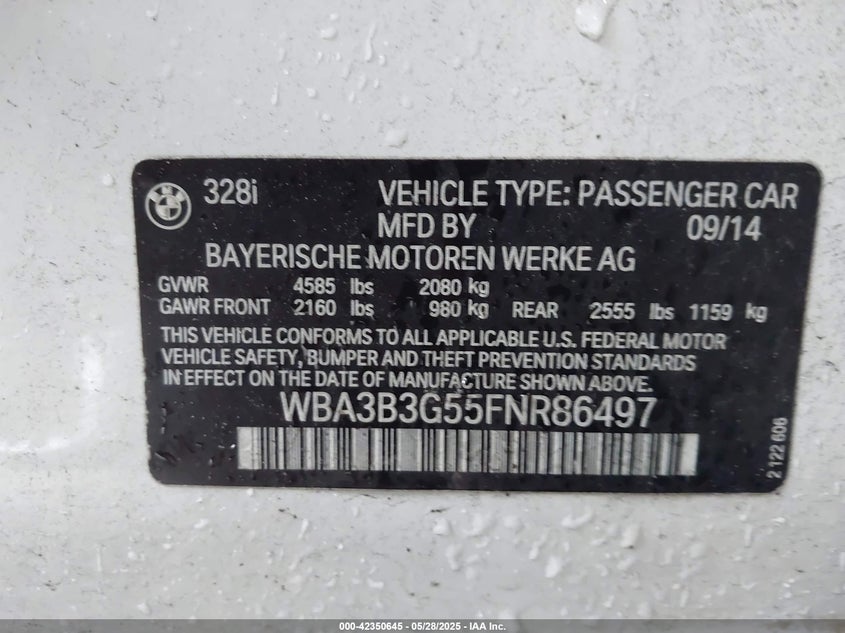 BMW
328i VEHICLE TYPE: PASSENGER CAR
MFD BY 09/14
BAYERISCHE MOTOREN WERKE AG
GVWR 4585 lbs 2080 kg
GAWR FRONT 2160 lbs 980 kg REAR 2555 lbs 1159 kg
THIS VEHICLE CONFORMS TO ALL APPLICABLE U.S. FEDERAL MOTOR
VEHICLE SAFETY, BUMPER AND THEFT PREVENTION STANDARDS
IN EFFECT ON THE DATE OF MANUFACTURE SHOWN ABOVE.
WBA3B3G55FNR86497
2 122 606
000-42350645 - 05/28/2025 - IAA Inc.